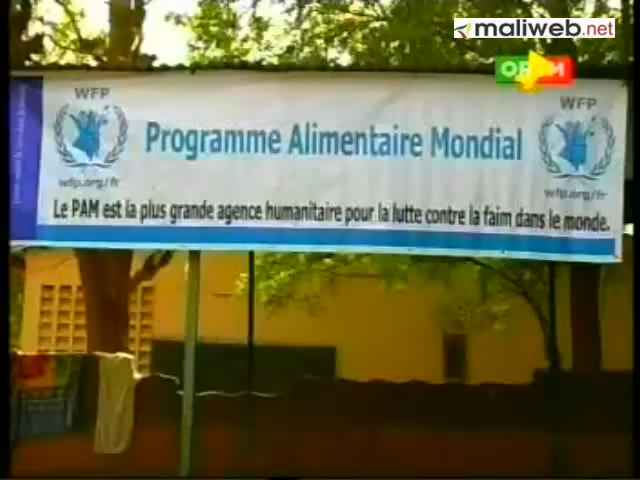 maliweb.net
WFP
WFP
Programme Alimentaire Mondial
wfp.org/fr
wfp.org/fr
Le PAM est la plus grande agence humanitaire pour la lutte contre la faim dans le monde.